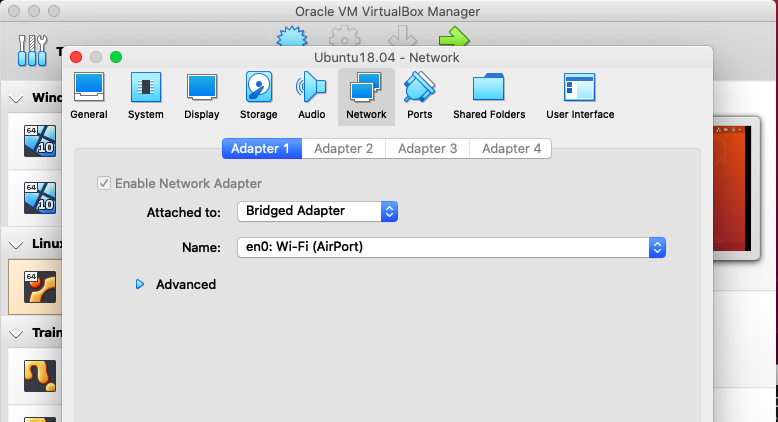 Oracle VM VirtualBox Manager
Ubuntu18.04 - Network
General System Display Storage Audio Network Ports Shared Folders User Interface
Adapter 1 Adapter 2 Adapter 3 Adapter 4
Enable Network Adapter
Attached to: Bridged Adapter
Name: en0: Wi-Fi (AirPort)
Advanced
Wind
64
10
64
10
Linux
64
Train